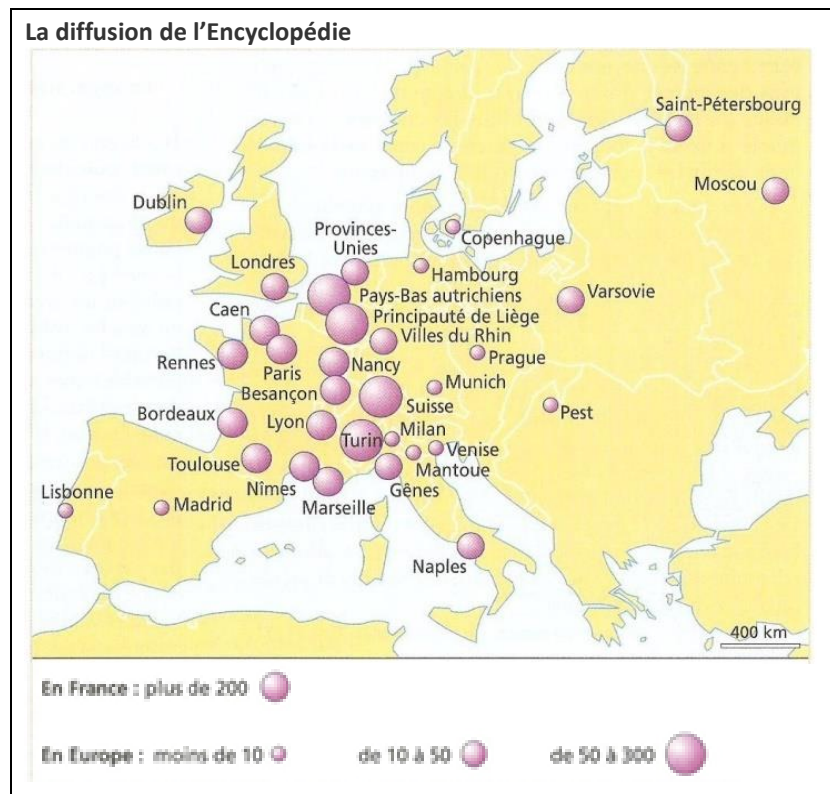 La diffusion de l'Encyclopédie
Saint-Pétersbourg
Moscou
Dublin
Provinces-
Unies
Copenhague
Londres
Hambourg
Pays-Bas autrichiens
Varsovie
Caen
Principauté de Liège
Villes du Rhin
Rennes
Paris
Nancy
Prague
Besançon
Munich
Suisse
Pest
Bordeaux
Lyon
Milan
Turin
Venise
Toulouse
Mantoue
Nîmes
Gênes
Lisbonne
Madrid
Marseille
Naples
400 km
En France : plus de 200
En Europe : moins de 10 de 10 à 50 de 50 à 300